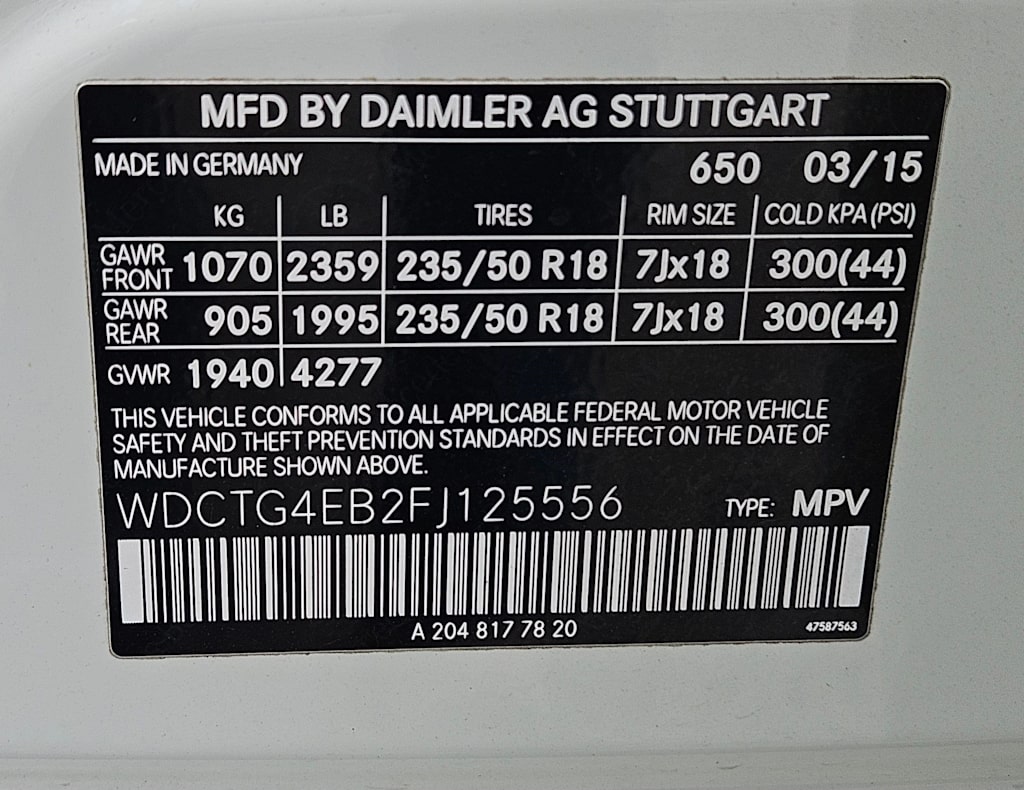 MFD BY DAIMLER AG STUTTGART
MADE IN GERMANY 650 03/15
KG LB TIRES RIM SIZE COLD KPA (PSI)
GAWR FRONT 1070 2359 235/50 R18 7Jx18 300(44)
GAWR REAR 905 1995 235/50 R18 7Jx18 300(44)
GVWR 1940 4277
THIS VEHICLE CONFORMS TO ALL APPLICABLE FEDERAL MOTOR VEHICLE
SAFETY AND THEFT PREVENTION STANDARDS IN EFFECT ON THE DATE OF
MANUFACTURE SHOWN ABOVE.
WDCTG4EB2FJ125556 TYPE: MPV
A 204 817 78 20 47587563